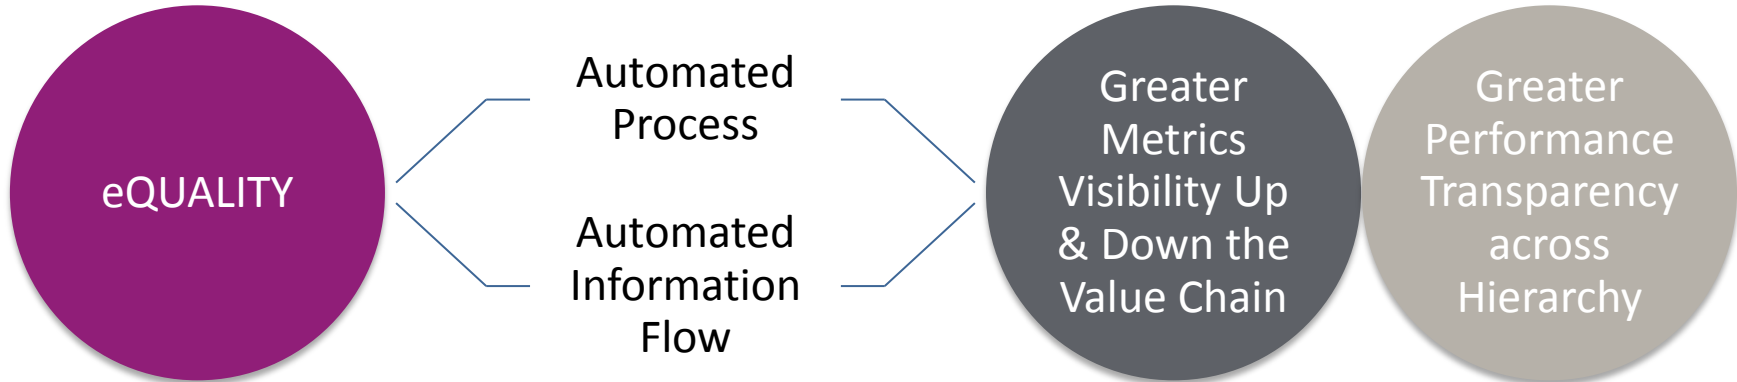 eQUALITY
Automated
Process
Automated
Information
Flow
Greater
Metrics
Visibility Up
& Down the
Value Chain
Greater
Performance
Transparency
across
Hierarchy